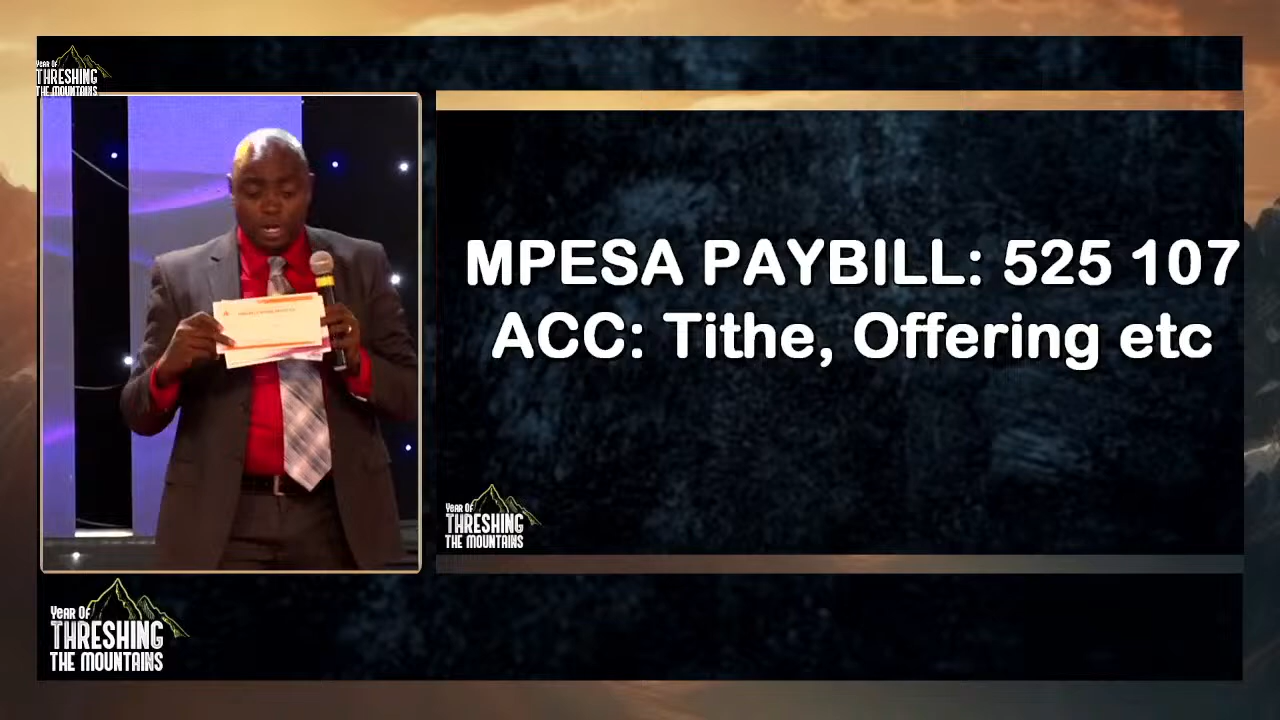 Year Of
THRESHING
THE MOUNTAINS
MPESA PAYBILL: 525 107
ACC: Tithe, Offering etc
Year Of
THRESHING
THE MOUNTAINS
Year Of
THRESHING
THE MOUNTAINS